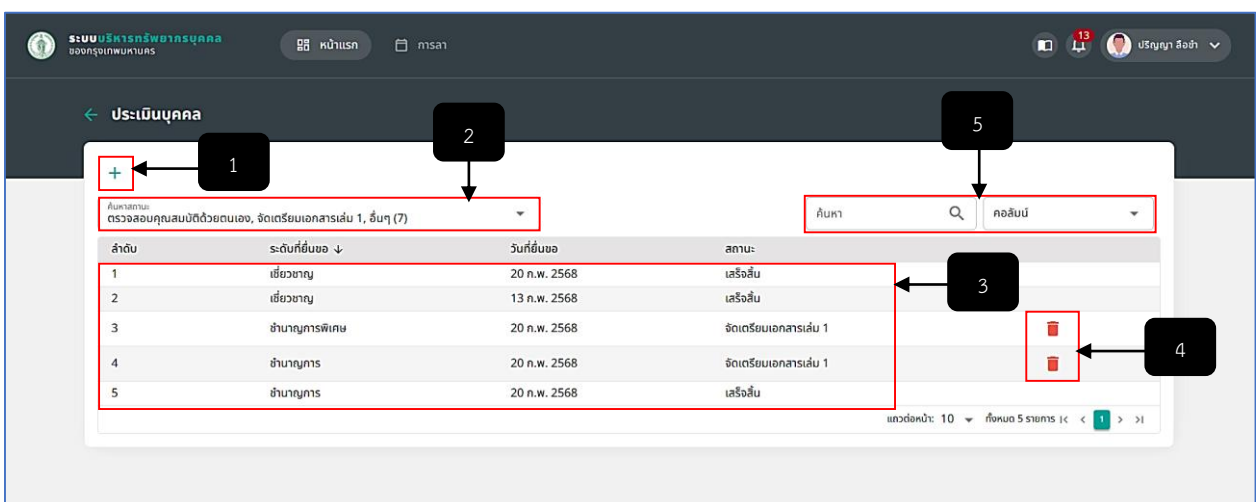 ระบบบริหารทรัพยากรบุคคล
ของกรุงเทพมหานคร
หน้าแรก
การลา
13
ปริญญา ลือขำ
ประเมินบุคคล
2
5
1
ค้นหาสถานะ
ตรวจสอบคุณสมบัติด้วยตนเอง, จัดเตรียมเอกสารเล่ม 1, อื่นๆ (7)
ค้นหา
คอลัมน์
ลำดับ ระดับที่ยื่นขอ วันที่ยื่นขอ สถานะ
1 เชี่ยวชาญ 20 ก.พ. 2568 เสร็จสิ้น
3
2 เชี่ยวชาญ 13 ก.พ. 2568 เสร็จสิ้น
3 ชำนาญการพิเศษ 20 ก.พ. 2568 จัดเตรียมเอกสารเล่ม 1
4
4 ชำนาญการ 20 ก.พ. 2568 จัดเตรียมเอกสารเล่ม 1
5 ชำนาญการ 20 ก.พ. 2568 เสร็จสิ้น
แถวต่อหน้า: 10 ทั้งหมด 5 รายการ 1